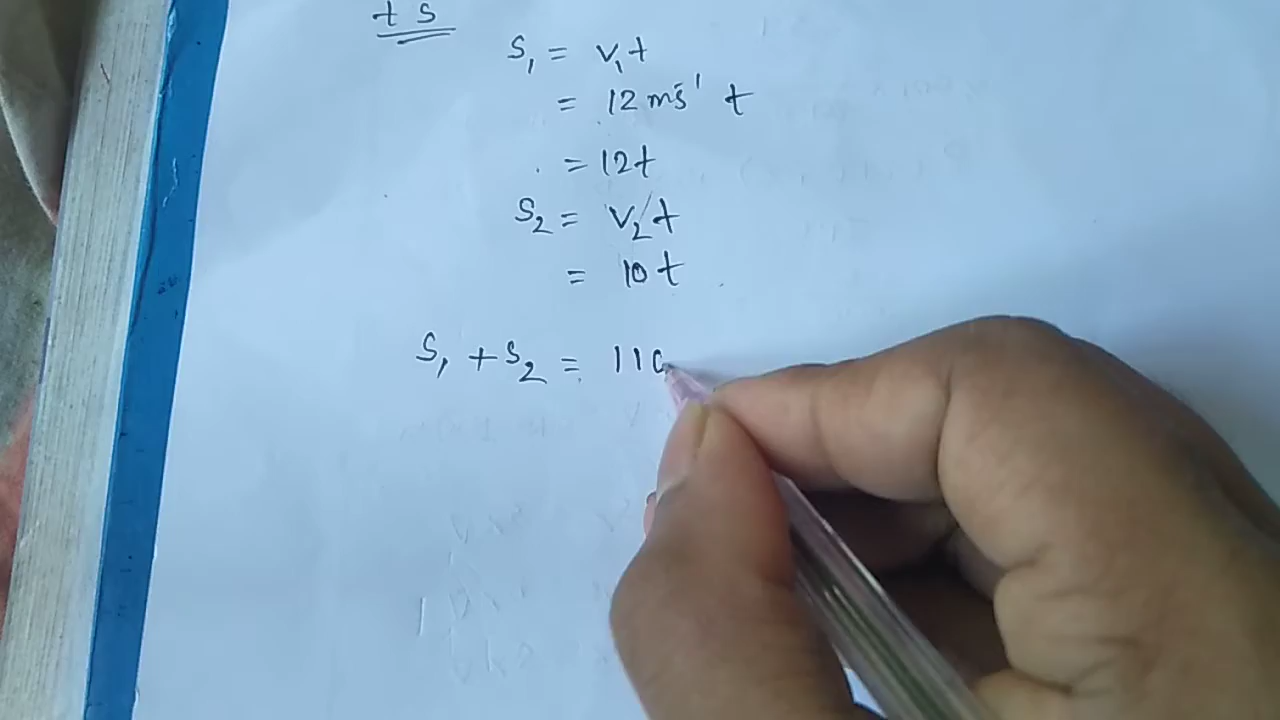 t s
S₁ = v₁t
= 12 ms⁻¹ t
= 12t
S₂ = v₂t
= 10t
S₁ + S₂ = 110